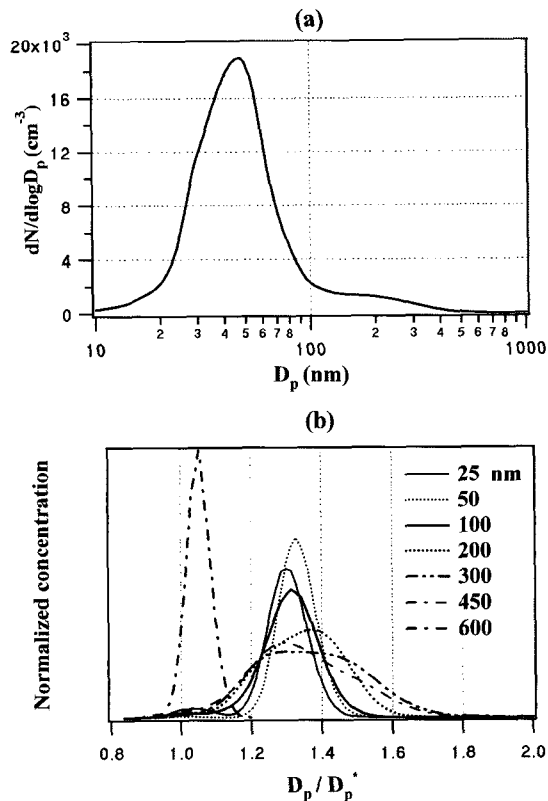 (a)
20x10³
16
12
8
4
0
dN/dlogDₚ (cm⁻³)
2 3 4 5 6 7 8 2 3 4 5 6 7 8
10 100 1000
Dₚ (nm)
(b)
Normalized concentration
25 nm
50
100
200
300
450
600
0.8 1.0 1.2 1.4 1.6 1.8 2.0
Dₚ / Dₚ*